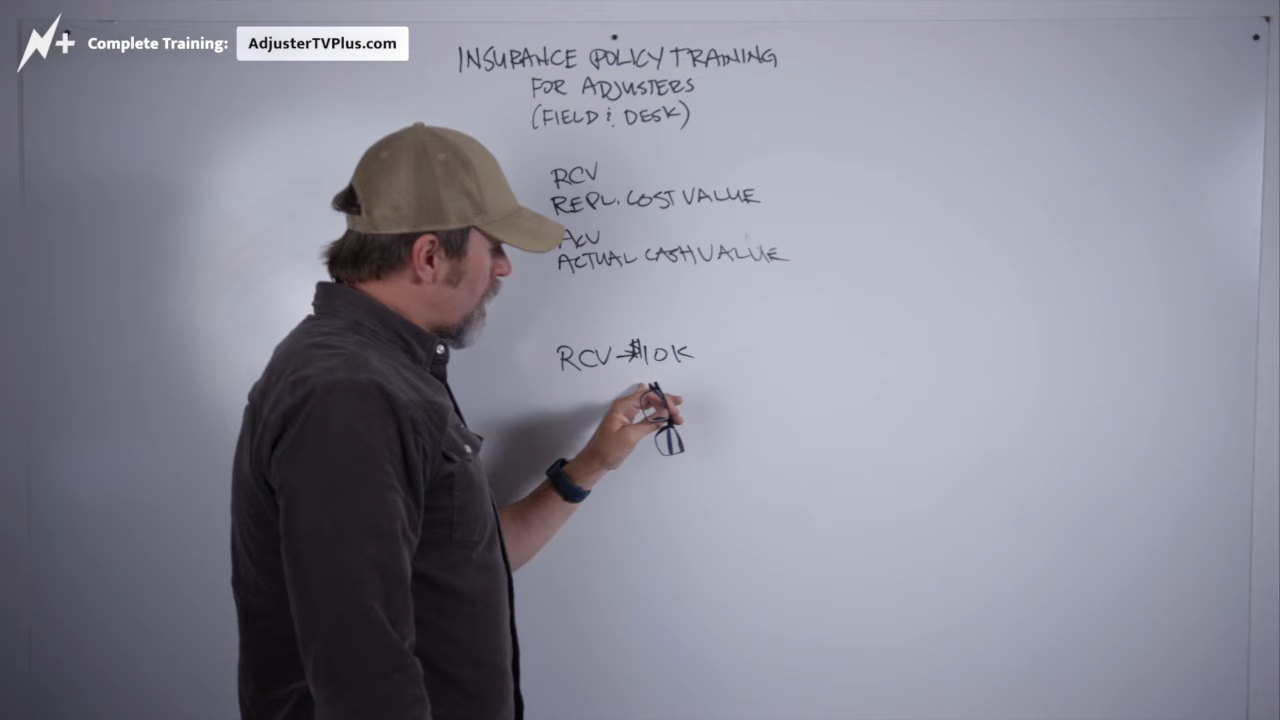 Complete Training: AdjusterTVPlus.com
INSURANCE POLICY TRAINING
FOR ADJUSTERS
(FIELD & DESK)
RCV
REPL. COST VALUE
ACV
ACTUAL CASH VALUE
RCV→$10K